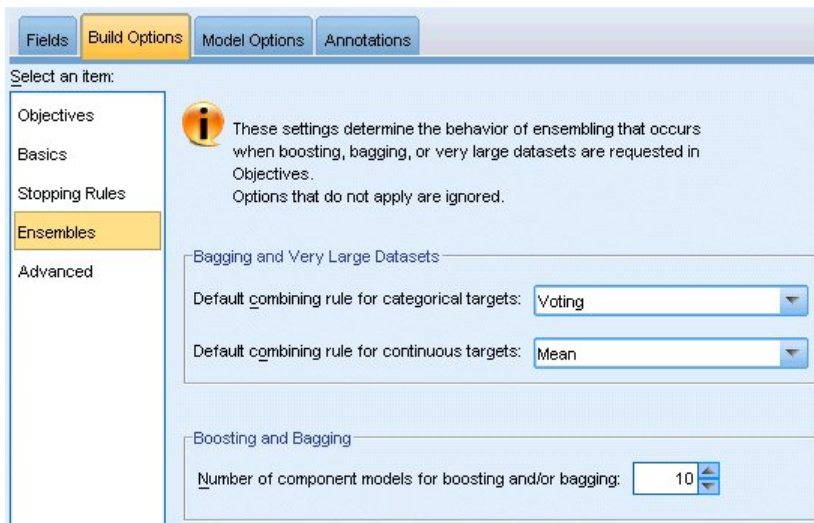 Fields Build Options Model Options Annotations
Select an item:
Objectives
Basics
Stopping Rules
Ensembles
Advanced
These settings determine the behavior of ensembling that occurs
when boosting, bagging, or very large datasets are requested in
Objectives.
Options that do not apply are ignored.
Bagging and Very Large Datasets
Default combining rule for categorical targets: Voting
Default combining rule for continuous targets: Mean
Boosting and Bagging
Number of component models for boosting and/or bagging: 10